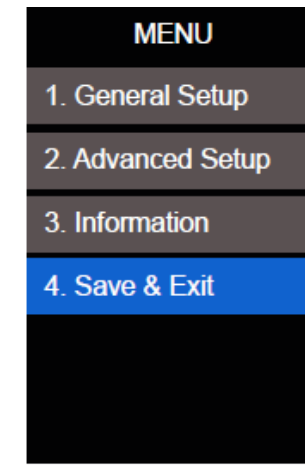 MENU
1. General Setup
2. Advanced Setup
3. Information
4. Save & Exit